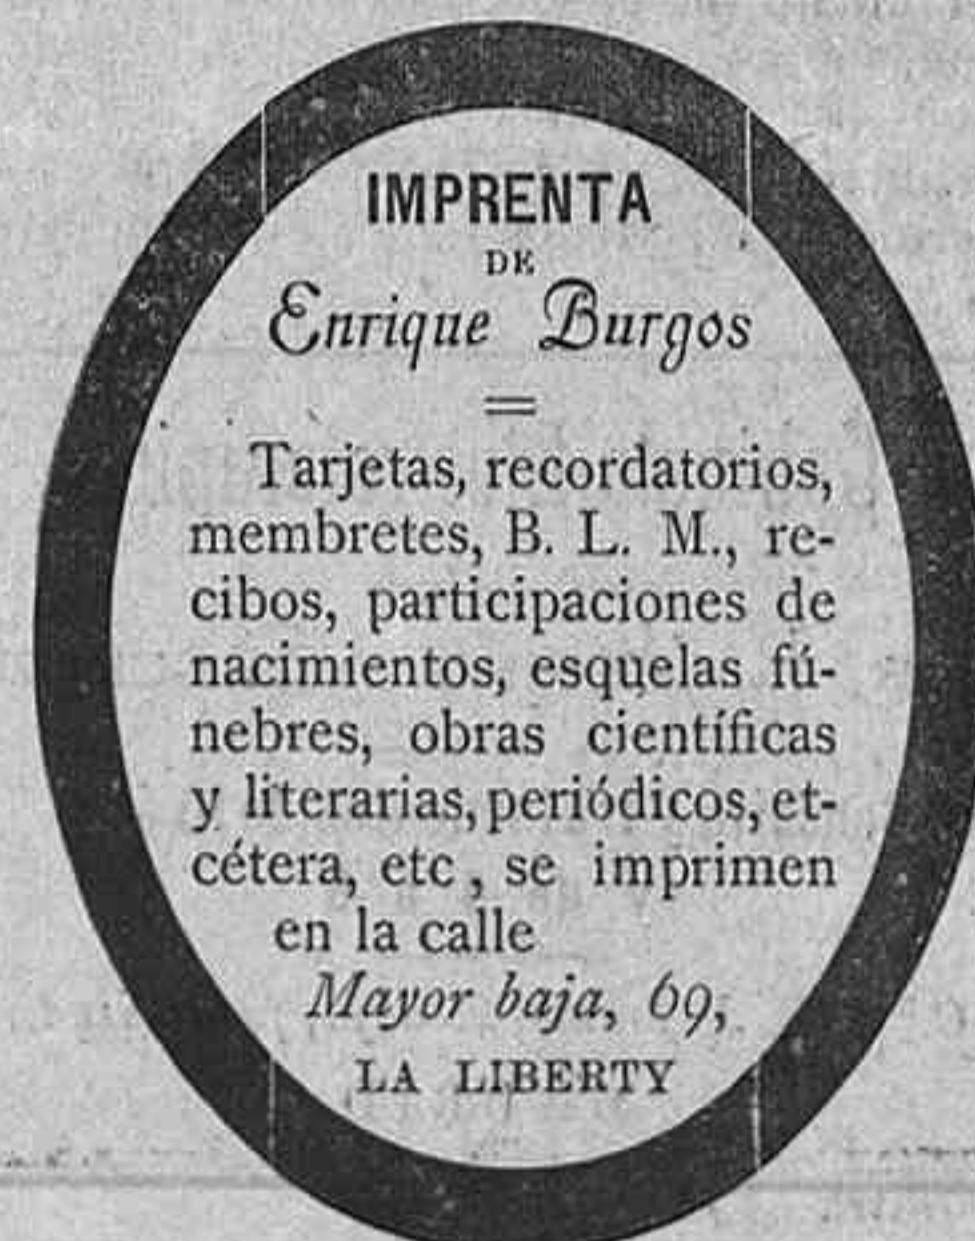 IMPRENTA
DE
Enrique Burgos
=
Tarjetas, recordatorios,
membretes, B. L. M., re-
cibos, participaciones de
nacimientos, esquelas fú-
nebres, obras científicas
y literarias, periódicos, et-
cétera, etc , se imprimen
en la calle
Mayor baja, 69,
LA LIBERTY